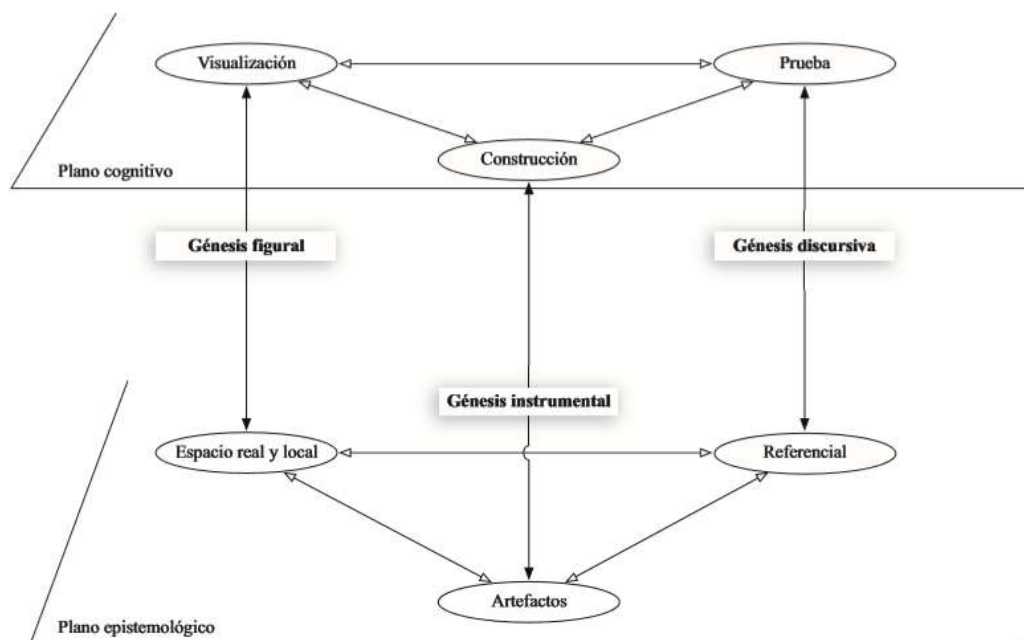 Visualización
Prueba
Construcción
Plano cognitivo
Génesis figural
Génesis discursiva
Génesis instrumental
Espacio real y local
Referencial
Artefactos
Plano epistemológico